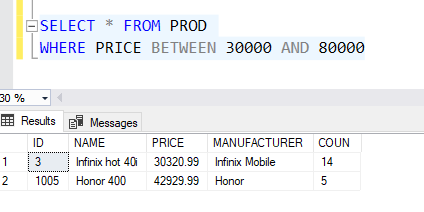 SELECT * FROM PROD
WHERE PRICE BETWEEN 30000 AND 80000
30 %
Results Messages
ID NAME PRICE MANUFACTURER COUN
1 3 Infinix hot 40i 30320.99 Infinix Mobile 14
2 1005 Honor 400 42929.99 Honor 5